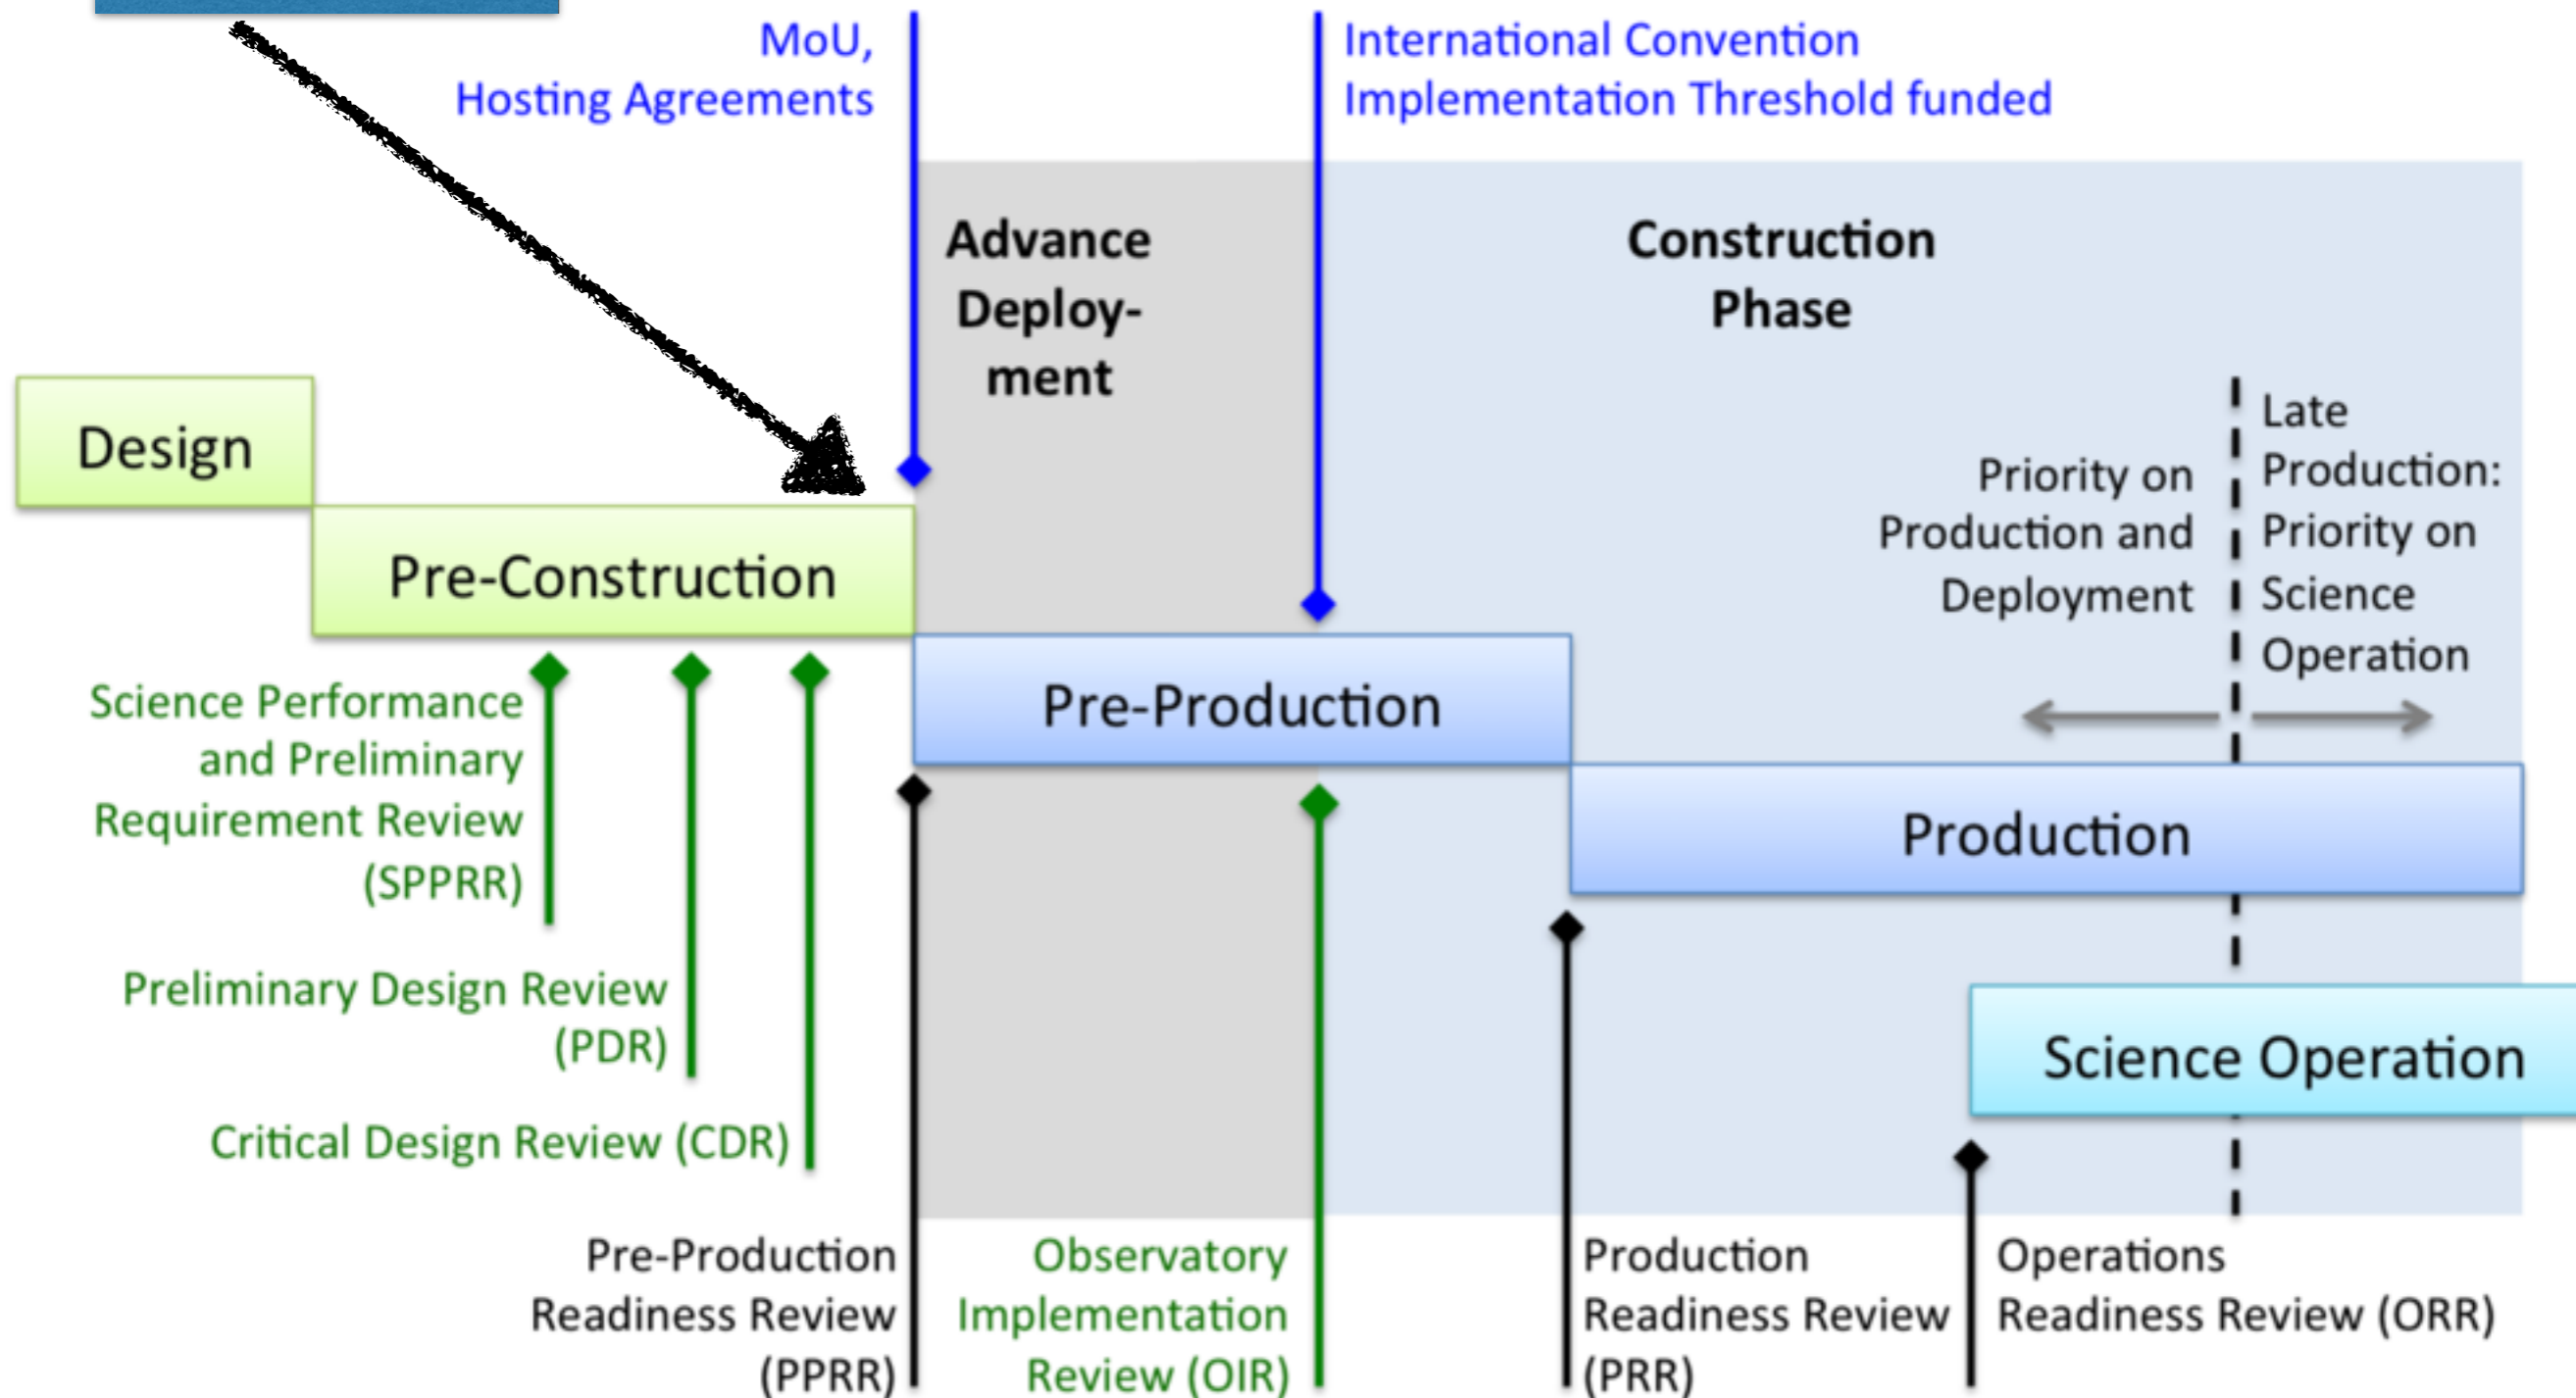 MoU,
Hosting Agreements
International Convention
Implementation Threshold funded
Advance
Deploy-
ment
Construction
Phase
Design
Pre-Construction
Priority on
Production and
Deployment
Late
Production:
Priority on
Science
Operation
Pre-Production
Production
Science Operation
Science Performance
and Preliminary
Requirement Review
(SPPRR)
Preliminary Design Review
(PDR)
Critical Design Review (CDR)
Pre-Production
Readiness Review
(PPRR)
Observatory
Implementation
Review (OIR)
Production
Readiness Review
(PRR)
Operations
Readiness Review (ORR)